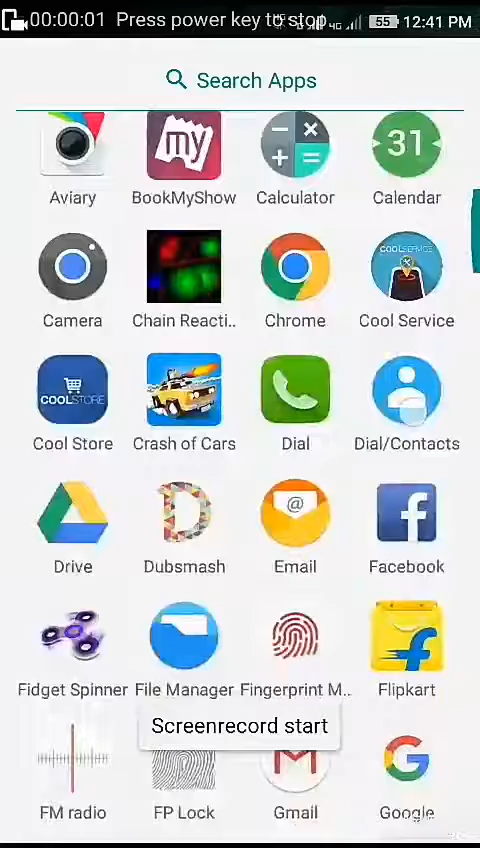 00:00:01 Press power key to stop 4G 55 12:41 PM
Search Apps
my
31
Aviary BookMyShow Calculator Calendar
COOLSERVICE
Camera Chain Reacti.. Chrome Cool Service
COOLSTORE
Cool Store Crash of Cars Dial Dial/Contacts
Drive Dubsmash Email Facebook
Fidget Spinner File Manager Fingerprint M.. Flipkart
Screenrecord start
FM radio FP Lock Gmail Google